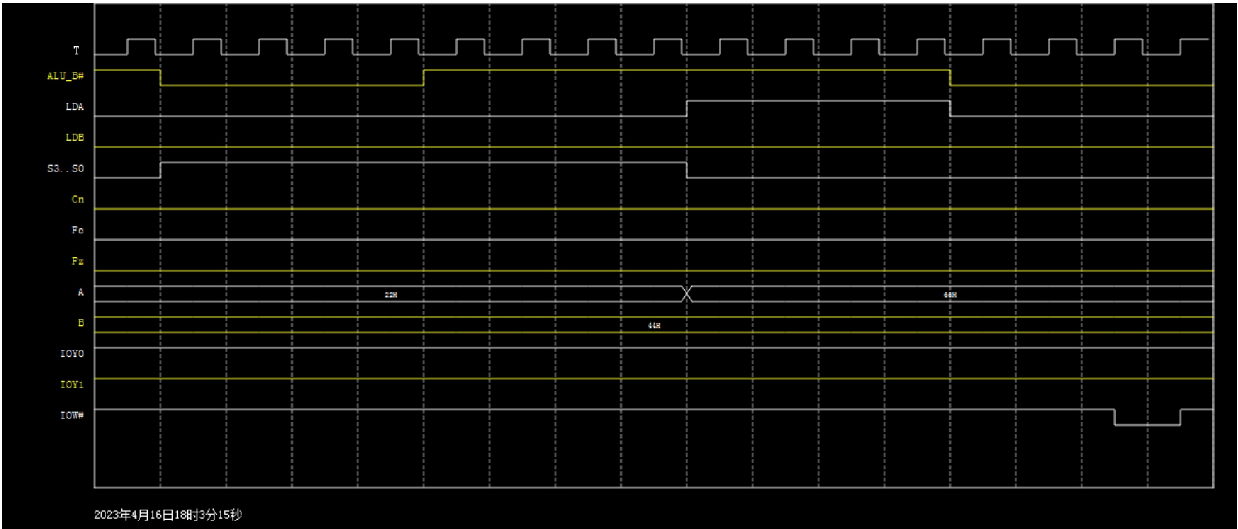 T
ALU_B#
LDA
LDB
S3..S0
Cn
Fc
Fz
A
22H
66H
B
44H
IOY0
IOY1
IOW#
2023年4月16日18时3分15秒